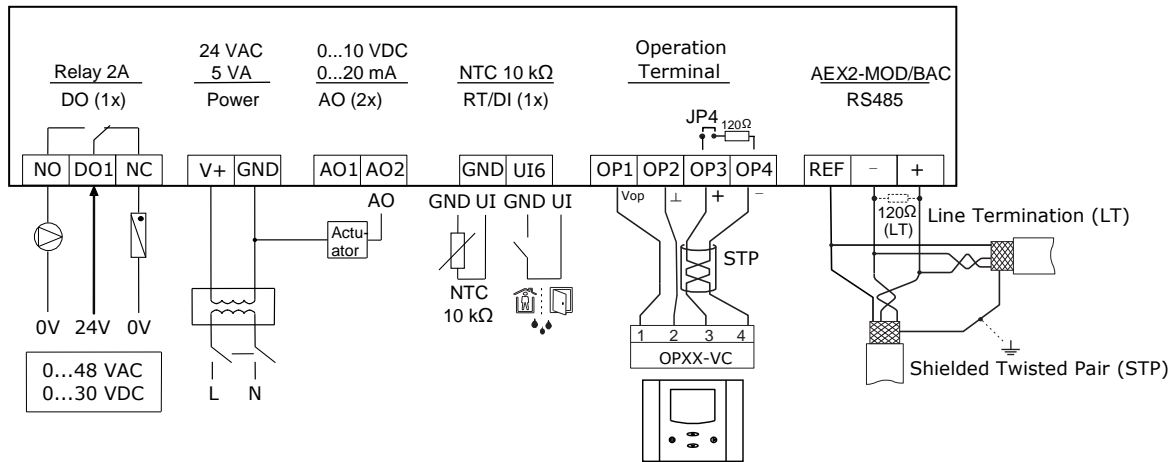 Relay 2A
DO (1x)
24 VAC
5 VA
Power
0...10 VDC
0...20 mA
AO (2x)
NTC 10 kΩ
RT/DI (1x)
Operation
Terminal
JP4
120Ω
AEX2-MOD/BAC
RS485
NO DO1 NC
V+ GND
AO1 AO2
GND UI6
OP1 OP2 OP3 OP4
REF − +
AO
Actu-
ator
GND UI GND UI
NTC
10 kΩ
Vop ⊥ + −
STP
1 2 3 4
OPXX-VC
120Ω
(LT)
Line Termination (LT)
Shielded Twisted Pair (STP)
0V 24V 0V
0...48 VAC
0...30 VDC
L N